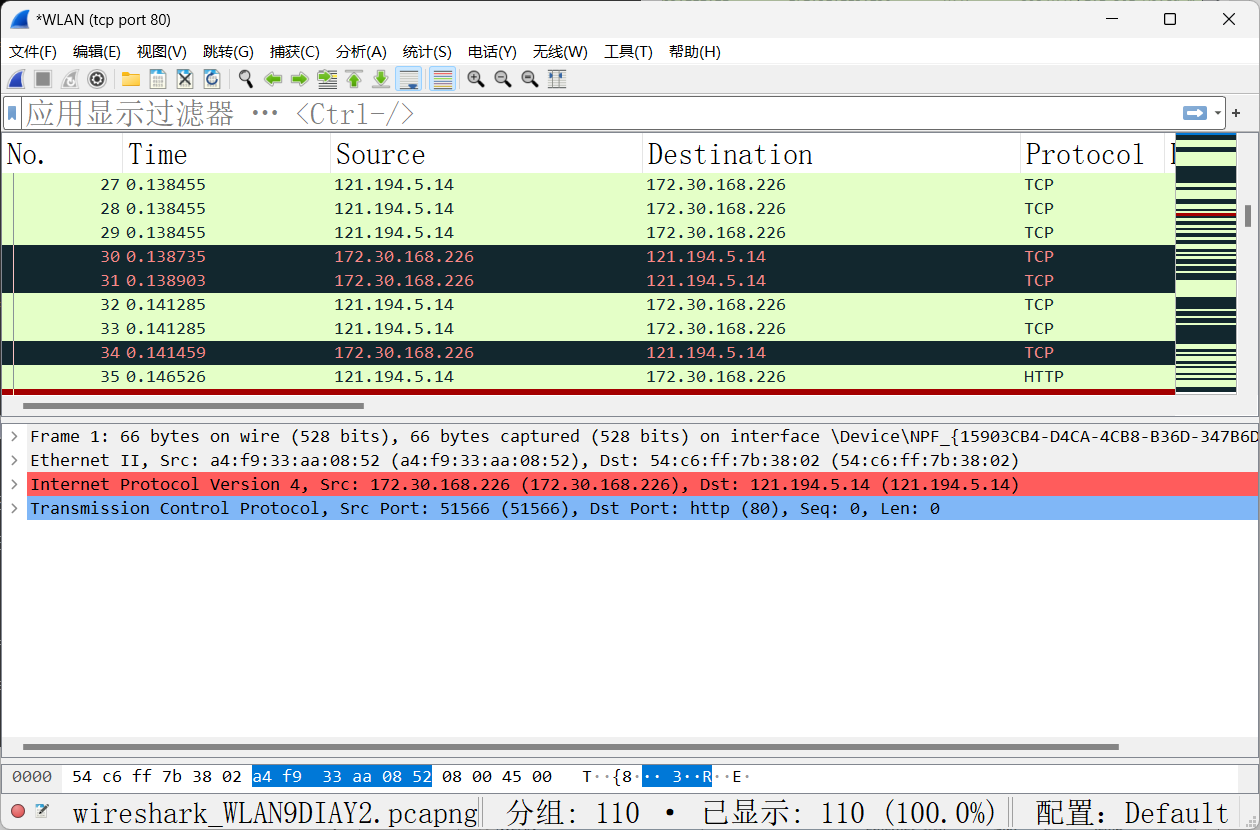 *WLAN (tcp port 80)
文件(F) 编辑(E) 视图(V) 跳转(G) 捕获(C) 分析(A) 统计(S) 电话(Y) 无线(W) 工具(T) 帮助(H)
应用显示过滤器 … <Ctrl-/> +
No. Time Source Destination Protocol
27 0.138455 121.194.5.14 172.30.168.226 TCP
28 0.138455 121.194.5.14 172.30.168.226 TCP
29 0.138455 121.194.5.14 172.30.168.226 TCP
30 0.138735 172.30.168.226 121.194.5.14 TCP
31 0.138903 172.30.168.226 121.194.5.14 TCP
32 0.141285 121.194.5.14 172.30.168.226 TCP
33 0.141285 121.194.5.14 172.30.168.226 TCP
34 0.141459 172.30.168.226 121.194.5.14 TCP
35 0.146526 121.194.5.14 172.30.168.226 HTTP
Frame 1: 66 bytes on wire (528 bits), 66 bytes captured (528 bits) on interface \Device\NPF_{15903CB4-D4CA-4CB8-B36D-347B6D
Ethernet II, Src: a4:f9:33:aa:08:52 (a4:f9:33:aa:08:52), Dst: 54:c6:ff:7b:38:02 (54:c6:ff:7b:38:02)
Internet Protocol Version 4, Src: 172.30.168.226 (172.30.168.226), Dst: 121.194.5.14 (121.194.5.14)
Transmission Control Protocol, Src Port: 51566 (51566), Dst Port: http (80), Seq: 0, Len: 0
0000 54 c6 ff 7b 38 02 a4 f9 33 aa 08 52 08 00 45 00 T··{8··· 3··R··E·
wireshark_WLAN9DIAY2.pcapng 分组: 110 • 已显示: 110 (100.0%) 配置: Default